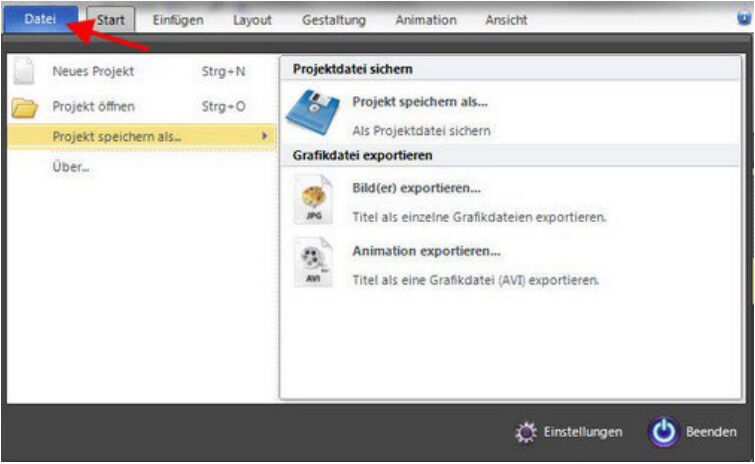 Datei Start Einfügen Layout Gestaltung Animation Ansicht
Neues Projekt Strg+N
Projekt öffnen Strg+O
Projekt speichern als...
Über...
Projektdatei sichern
Projekt speichern als...
Als Projektdatei sichern
Grafikdatei exportieren
JPG
Bild(er) exportieren...
Titel als einzelne Grafikdateien exportieren.
AVI
Animation exportieren...
Titel als eine Grafikdatei (AVI) exportieren.
Einstellungen Beenden